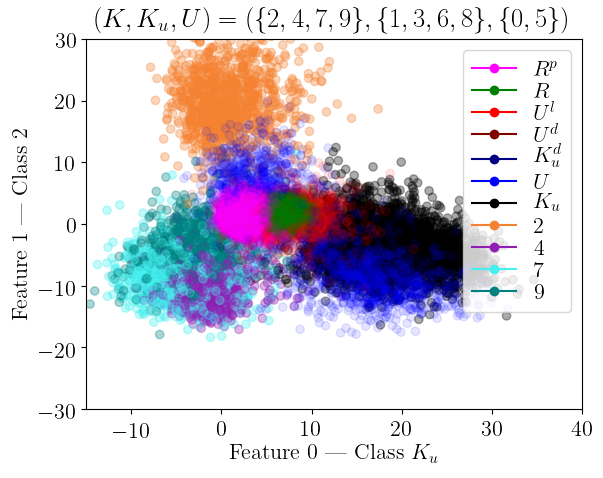 (K, K_u, U) = ({2, 4, 7, 9}, {1, 3, 6, 8}, {0, 5})
30
20
10
0
−10
−20
−30
Feature 1 — Class 2
R^p
R
U^l
U^d
K_u^d
U
K_u
2
4
7
9
−10
0
10
20
30
40
Feature 0 — Class K_u